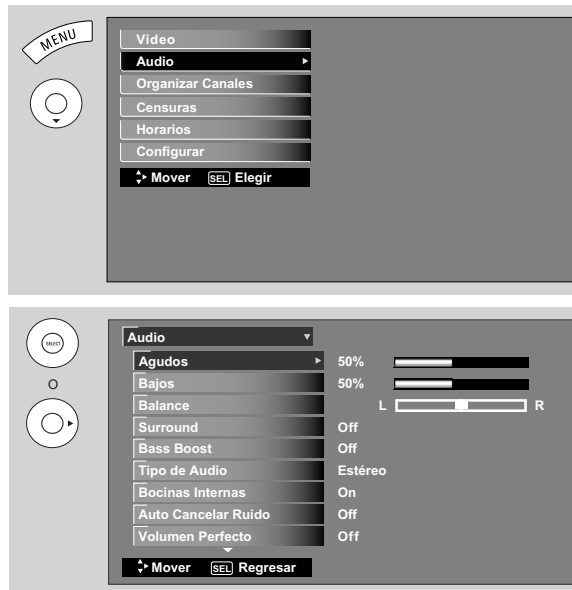 MENU
Video
Audio
Organizar Canales
Censuras
Horarios
Configurar
Mover SEL Elegir
SELECT
O
Audio
Agudos 50%
Bajos 50%
Balance L R
Surround Off
Bass Boost Off
Tipo de Audio Estéreo
Bocinas Internas On
Auto Cancelar Ruido Off
Volumen Perfecto Off
Mover SEL Regresar